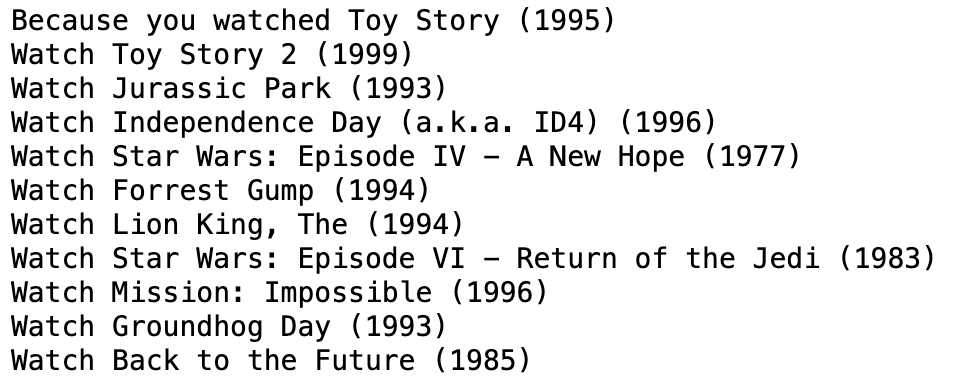 Because you watched Toy Story (1995)
Watch Toy Story 2 (1999)
Watch Jurassic Park (1993)
Watch Independence Day (a.k.a. ID4) (1996)
Watch Star Wars: Episode IV – A New Hope (1977)
Watch Forrest Gump (1994)
Watch Lion King, The (1994)
Watch Star Wars: Episode VI – Return of the Jedi (1983)
Watch Mission: Impossible (1996)
Watch Groundhog Day (1993)
Watch Back to the Future (1985)